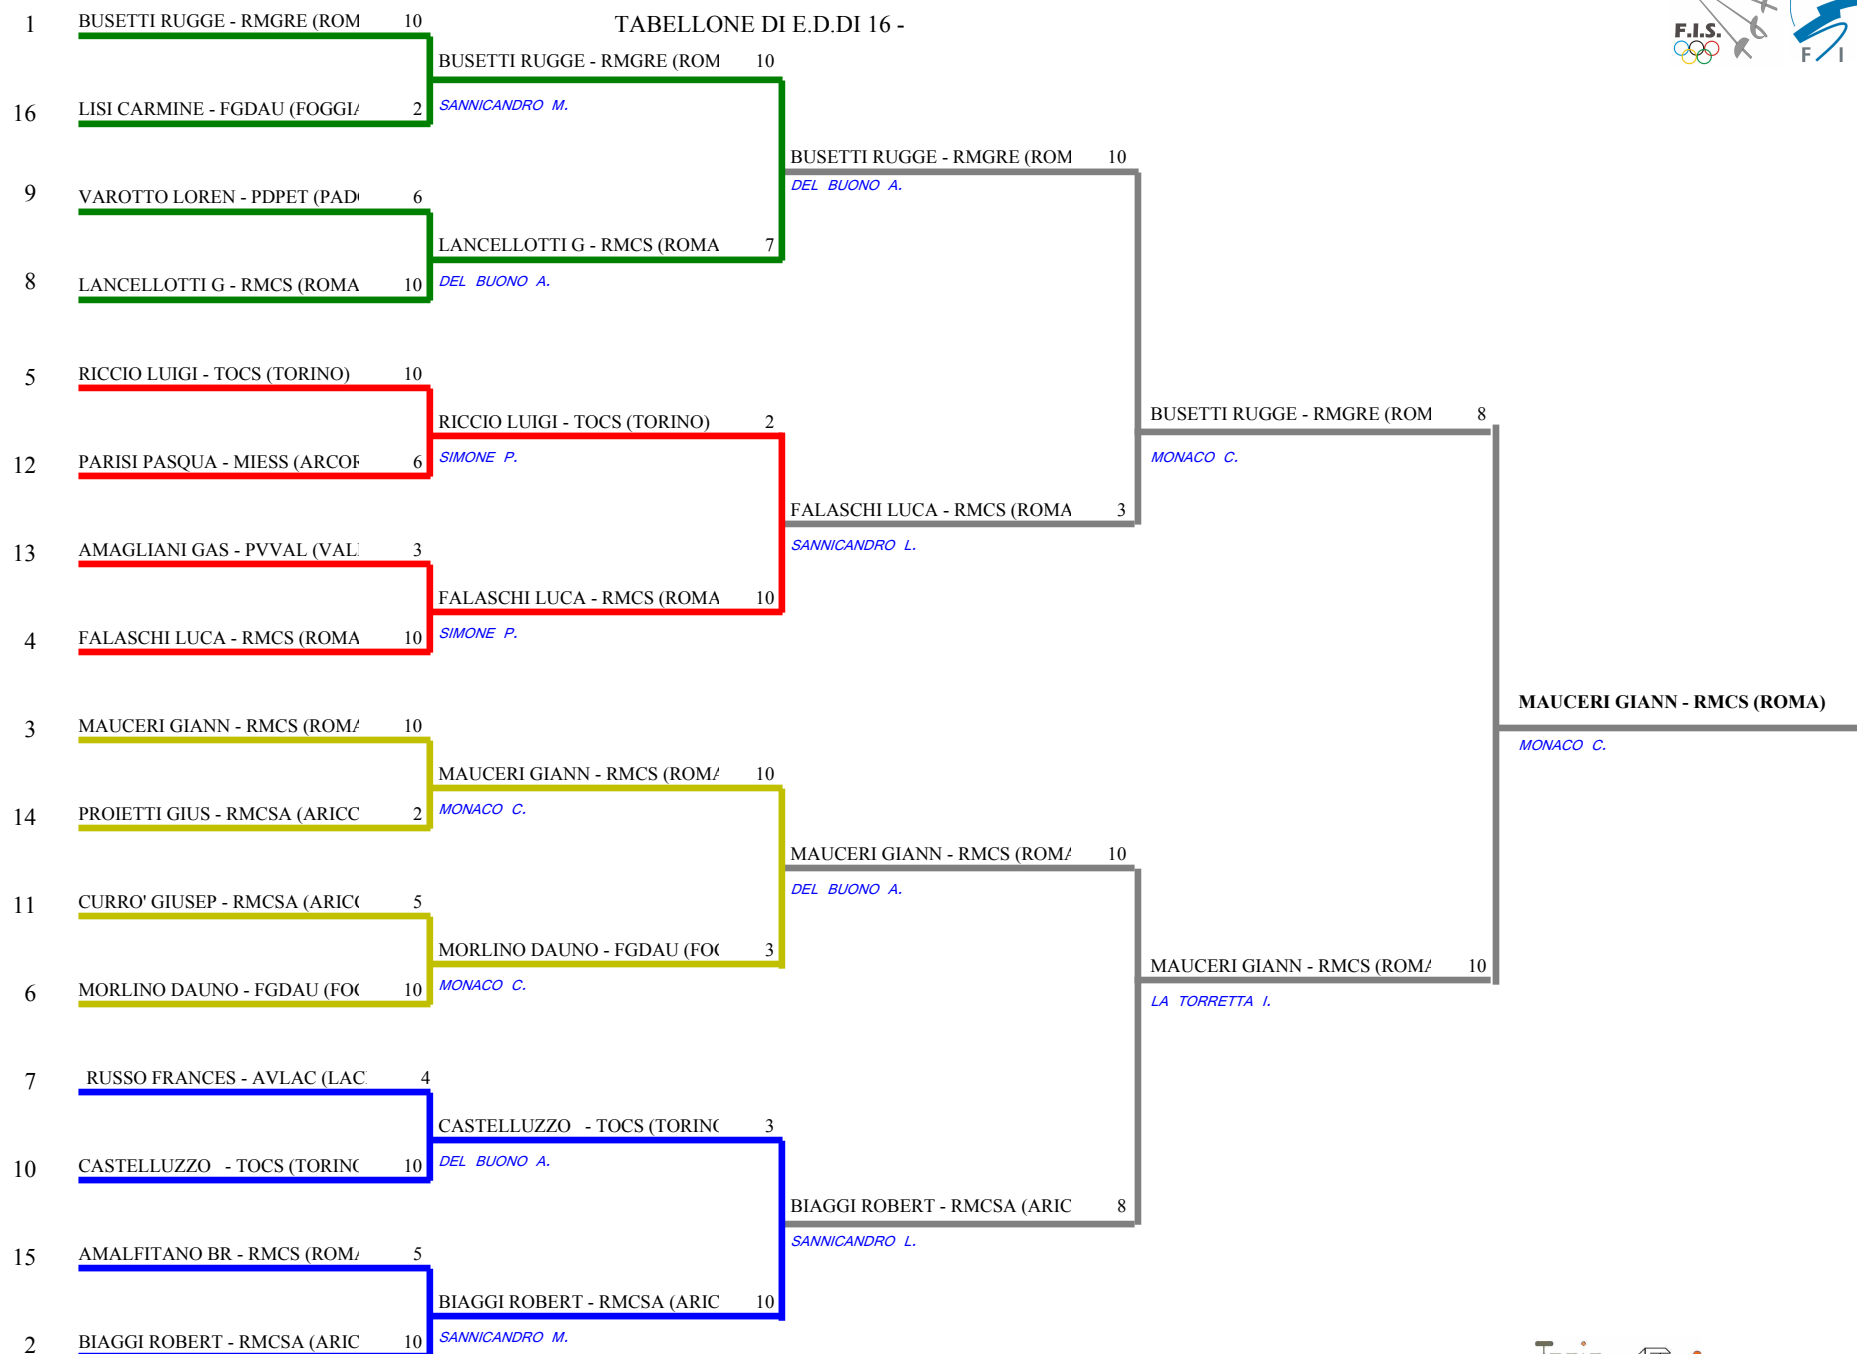 TABELLONE DI E.D.DI 16 -
F.I.S.
F I
1 BUSETTI RUGGE - RMGRE (ROM 10
BUSETTI RUGGE - RMGRE (ROM 10
SANNICANDRO M.
16 LISI CARMINE - FGDAU (FOGGIA 2
BUSETTI RUGGE - RMGRE (ROM 10
DEL BUONO A.
9 VAROTTO LOREN - PDPET (PADO 6
LANCELLOTTI G - RMCS (ROMA 7
DEL BUONO A.
8 LANCELLOTTI G - RMCS (ROMA 10
5 RICCIO LUIGI - TOCS (TORINO) 10
RICCIO LUIGI - TOCS (TORINO) 2
SIMONE P.
BUSETTI RUGGE - RMGRE (ROM 8
MONACO C.
12 PARISI PASQUA - MIESS (ARCOR 6
FALASCHI LUCA - RMCS (ROMA 3
SANNICANDRO L.
13 AMAGLIANI GAS - PVVAL (VAL 3
FALASCHI LUCA - RMCS (ROMA 10
SIMONE P.
4 FALASCHI LUCA - RMCS (ROMA 10
MAUCERI GIANN - RMCS (ROMA)
MONACO C.
3 MAUCERI GIANN - RMCS (ROMA 10
MAUCERI GIANN - RMCS (ROMA 10
MONACO C.
14 PROIETTI GIUS - RMCSA (ARICC 2
MAUCERI GIANN - RMCS (ROMA 10
DEL BUONO A.
11 CURRO' GIUSEP - RMCSA (ARICC 5
MORLINO DAUNO - FGDAU (FOG 3
MONACO C.
MAUCERI GIANN - RMCS (ROMA 10
LA TORRETTA I.
6 MORLINO DAUNO - FGDAU (FOG 10
7 RUSSO FRANCES - AVLAC (LAC 4
CASTELLUZZO - TOCS (TORINO 3
DEL BUONO A.
10 CASTELLUZZO - TOCS (TORINO 10
BIAGGI ROBERT - RMCSA (ARIC 8
SANNICANDRO L.
15 AMALFITANO BR - RMCS (ROMA 5
BIAGGI ROBERT - RMCSA (ARIC 10
SANNICANDRO M.
2 BIAGGI ROBERT - RMCSA (ARIC 10